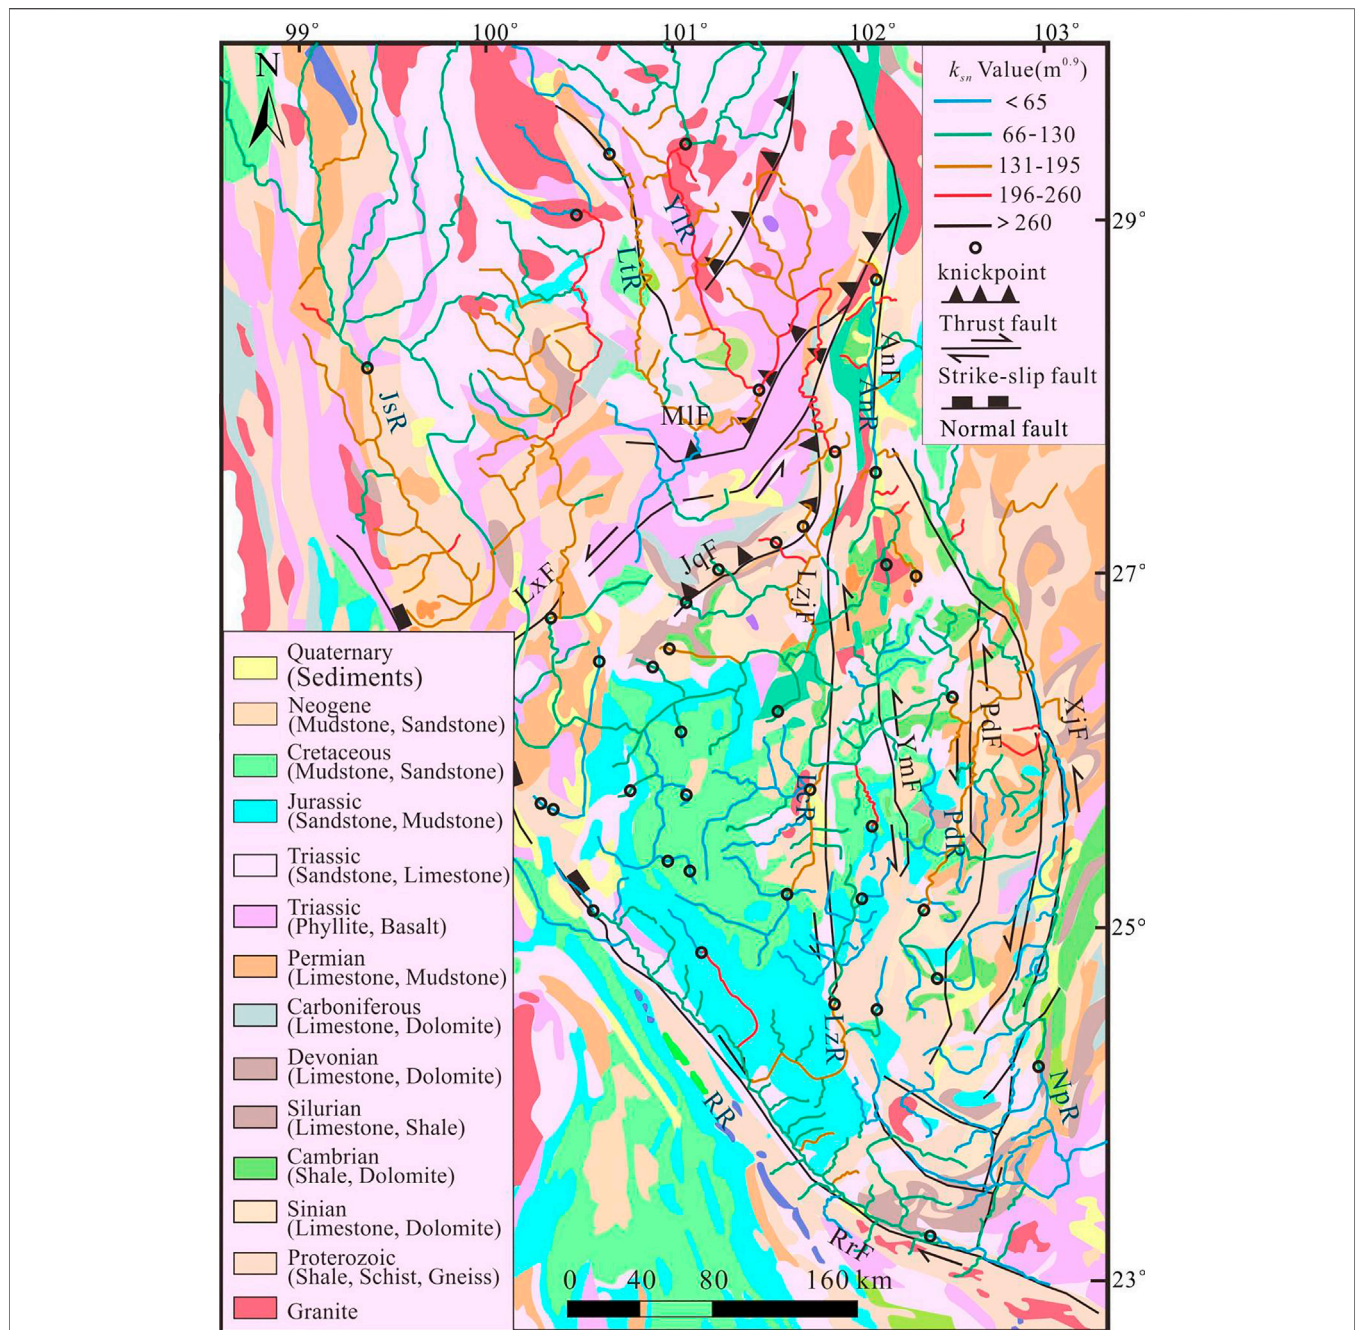 99° 100° 101° 102° 103°
N
ksn Value(m0.9)
< 65
66-130
131-195
196-260
> 260
knickpoint
Thrust fault
Strike-slip fault
Normal fault
29°
27°
25°
23°
YlR
LtR
JsR
AnF
AnR
MlF
JqF
LxF
LzjF
XjF
PdF
YmF
LcR
PdR
LzR
NpR
RR
RrF
Quaternary
(Sediments)
Neogene
(Mudstone, Sandstone)
Cretaceous
(Mudstone, Sandstone)
Jurassic
(Sandstone, Mudstone)
Triassic
(Sandstone, Limestone)
Triassic
(Phyllite, Basalt)
Permian
(Limestone, Mudstone)
Carboniferous
(Limestone, Dolomite)
Devonian
(Limestone, Dolomite)
Silurian
(Limestone, Shale)
Cambrian
(Shale, Dolomite)
Sinian
(Limestone, Dolomite)
Proterozoic
(Shale, Schist, Gneiss)
Granite
0 40 80 160 km